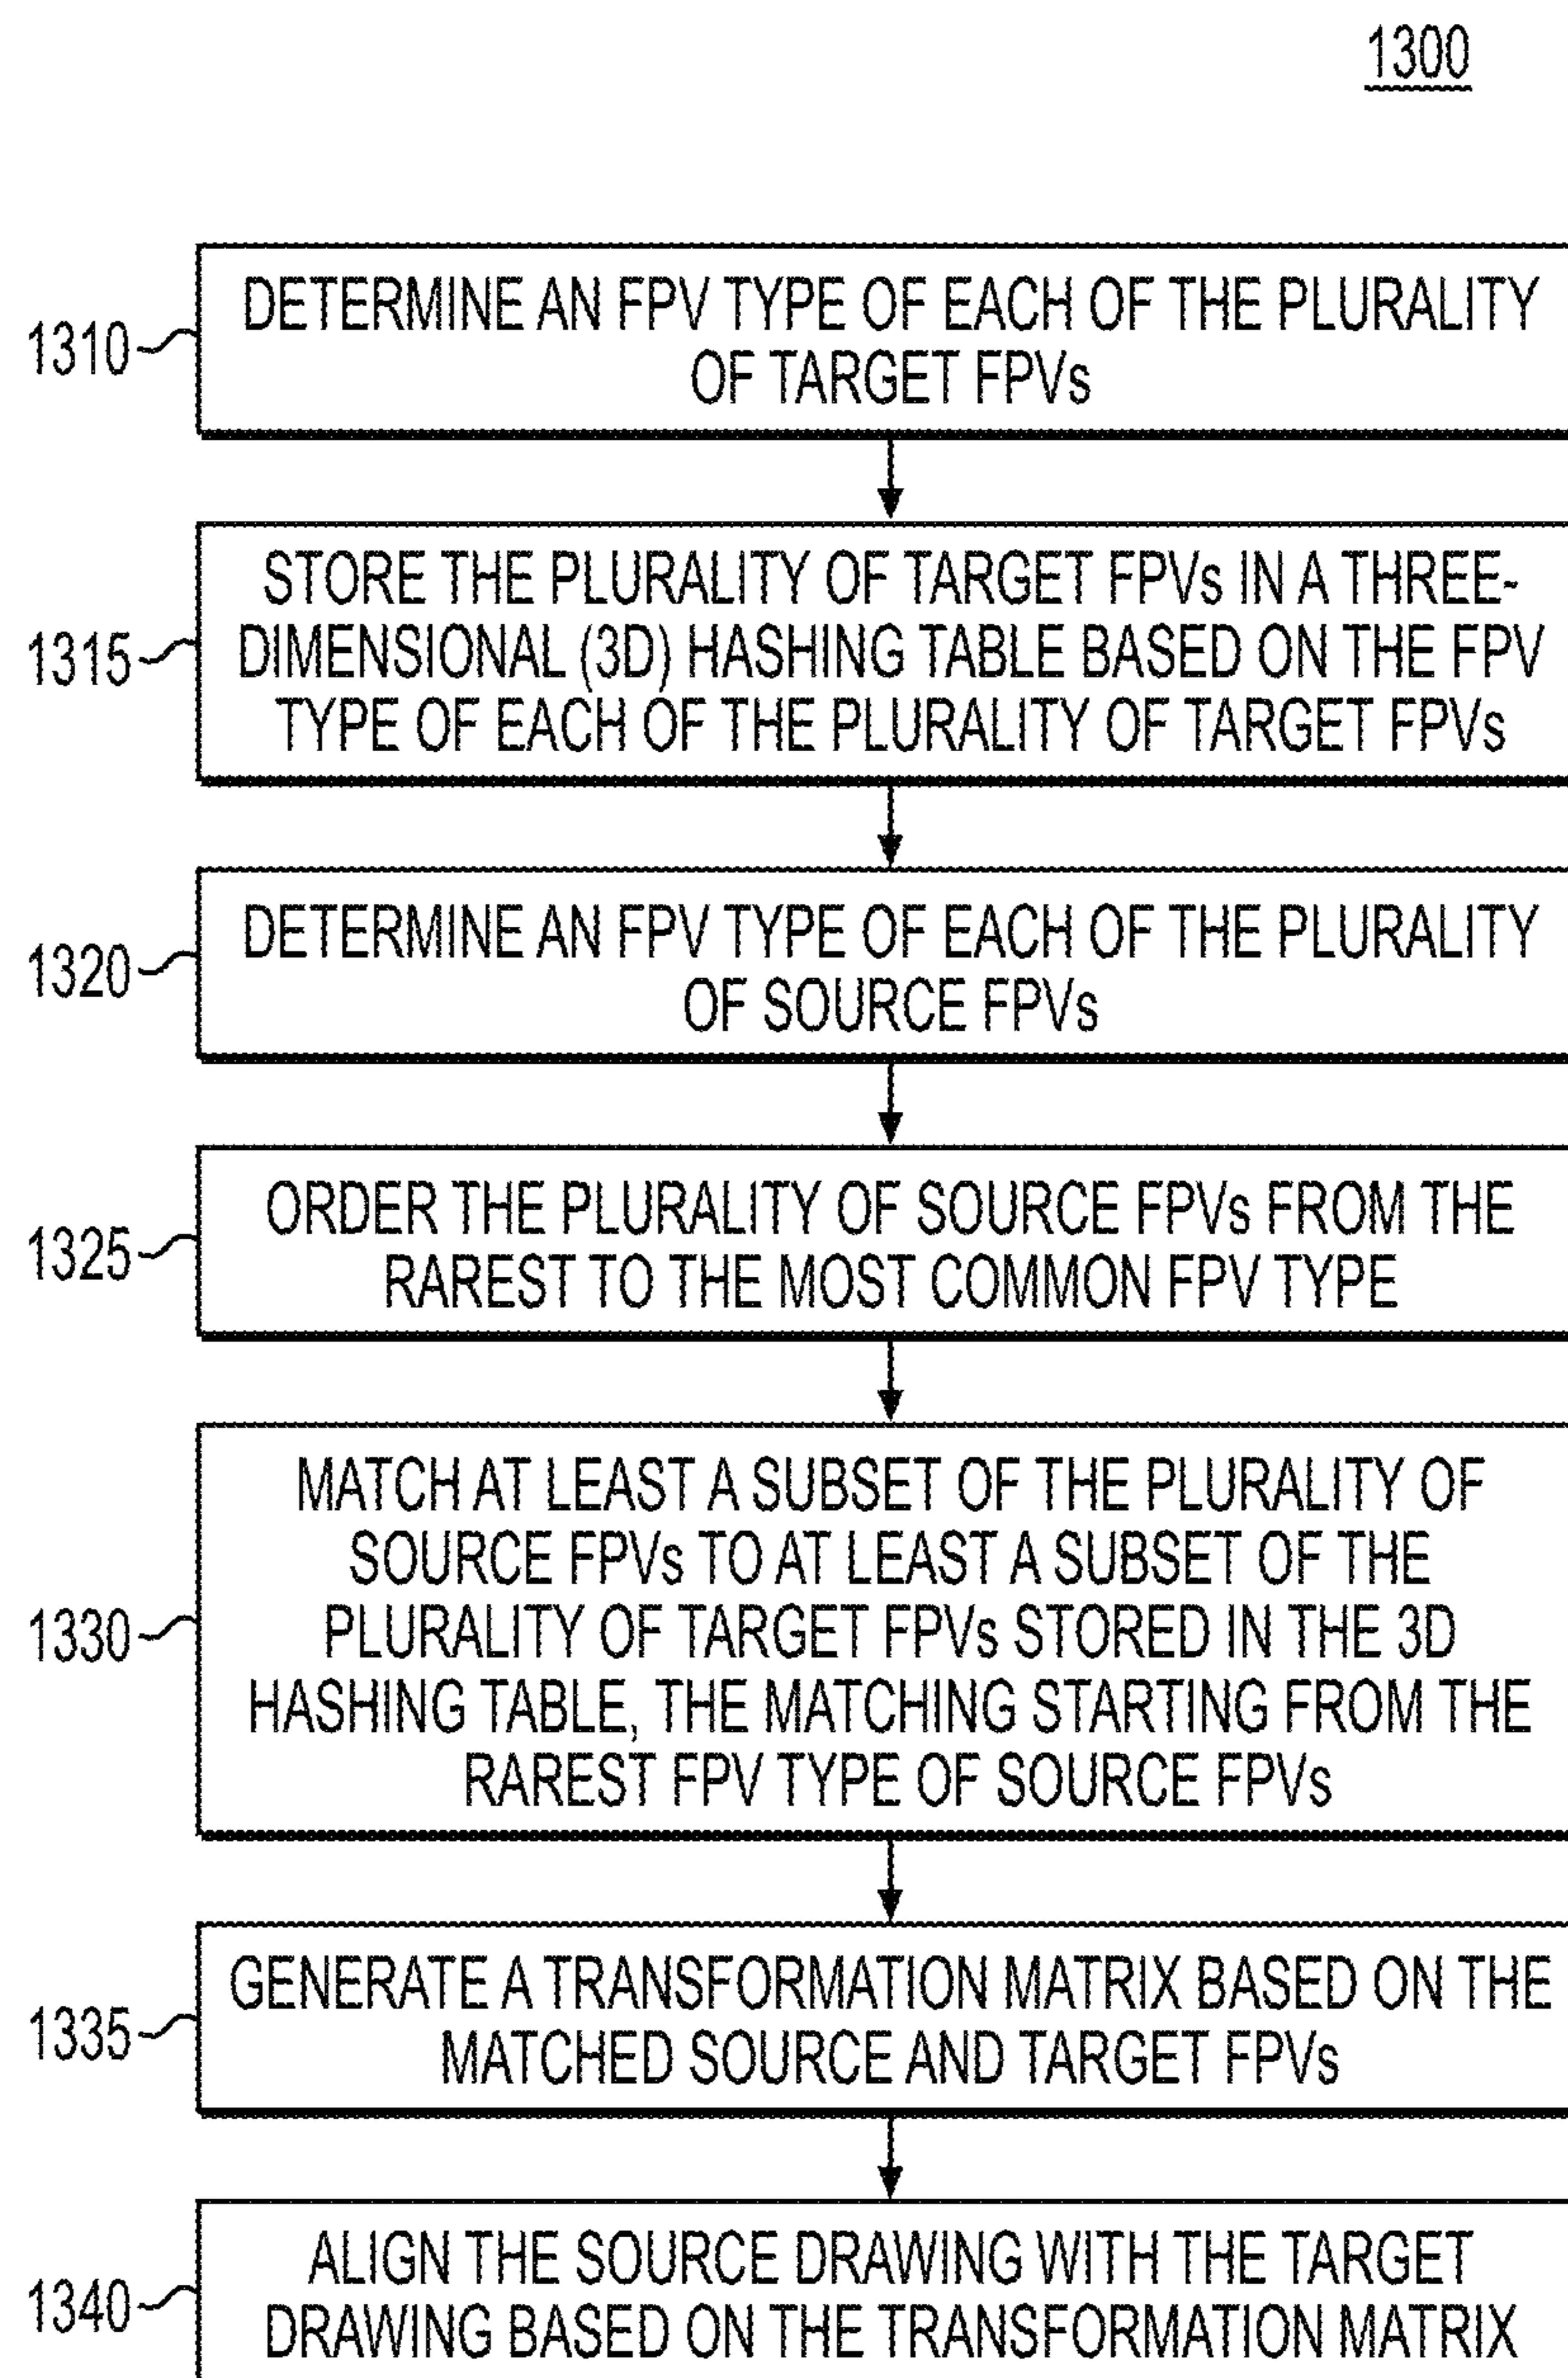 1300
1310
DETERMINE AN FPV TYPE OF EACH OF THE PLURALITY
OF TARGET FPVs
1315
STORE THE PLURALITY OF TARGET FPVs IN A THREE-
DIMENSIONAL (3D) HASHING TABLE BASED ON THE FPV
TYPE OF EACH OF THE PLURALITY OF TARGET FPVs
1320
DETERMINE AN FPV TYPE OF EACH OF THE PLURALITY
OF SOURCE FPVs
1325
ORDER THE PLURALITY OF SOURCE FPVs FROM THE
RAREST TO THE MOST COMMON FPV TYPE
1330
MATCH AT LEAST A SUBSET OF THE PLURALITY OF
SOURCE FPVs TO AT LEAST A SUBSET OF THE
PLURALITY OF TARGET FPVs STORED IN THE 3D
HASHING TABLE, THE MATCHING STARTING FROM THE
RAREST FPV TYPE OF SOURCE FPVs
1335
GENERATE A TRANSFORMATION MATRIX BASED ON THE
MATCHED SOURCE AND TARGET FPVs
1340
ALIGN THE SOURCE DRAWING WITH THE TARGET
DRAWING BASED ON THE TRANSFORMATION MATRIX